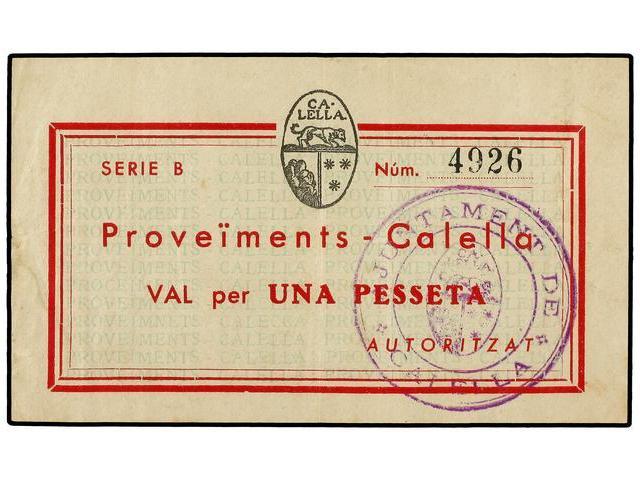 CA-
LELLA.
SERIE B
Núm. 4926
Proveïments - Calella
VAL per UNA PESSETA
AUTORITZAT
AJUNTAMENT DE
CALELLA